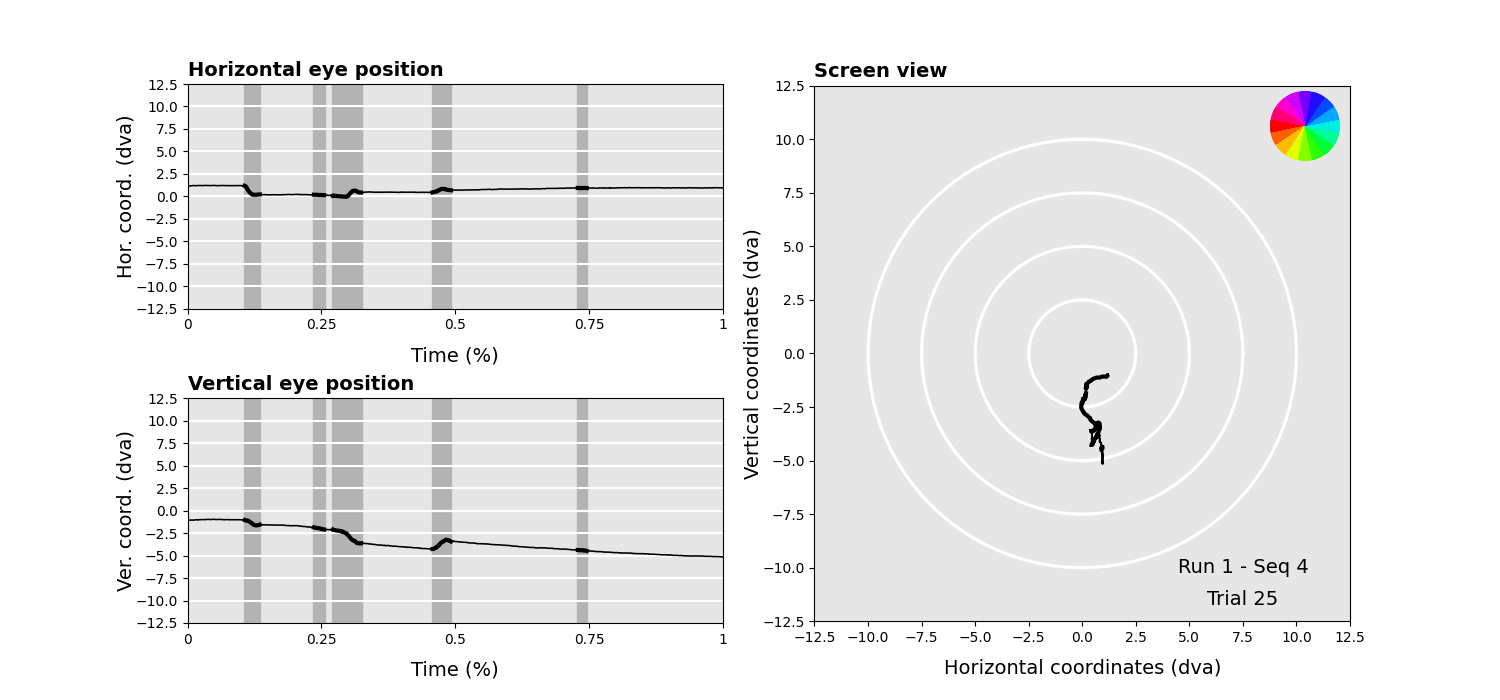 Horizontal eye position
Hor. coord. (dva)
12.5
10.0
7.5
5.0
2.5
0.0
−2.5
−5.0
−7.5
−10.0
−12.5
0 0.25 0.5 0.75 1
Time (%)
Vertical eye position
Ver. coord. (dva)
12.5
10.0
7.5
5.0
2.5
0.0
−2.5
−5.0
−7.5
−10.0
−12.5
0 0.25 0.5 0.75 1
Time (%)
Screen view
Vertical coordinates (dva)
12.5
10.0
7.5
5.0
2.5
0.0
−2.5
−5.0
−7.5
−10.0
−12.5
Run 1 - Seq 4
Trial 25
−12.5 −10.0 −7.5 −5.0 −2.5 0.0 2.5 5.0 7.5 10.0 12.5
Horizontal coordinates (dva)